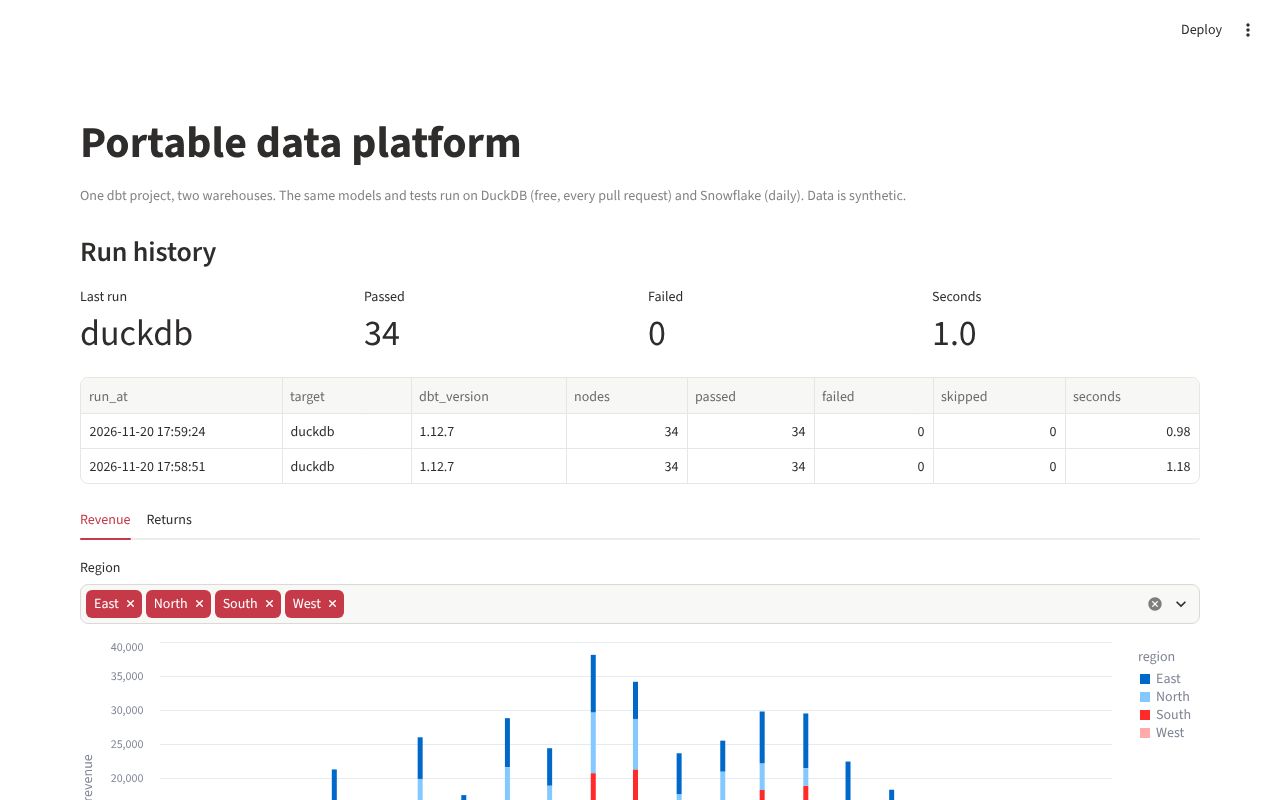 Deploy
Portable data platform
One dbt project, two warehouses. The same models and tests run on DuckDB (free, every pull request) and Snowflake (daily). Data is synthetic.
Run history
Last run Passed Failed Seconds
duckdb 34 0 1.0
run_at target dbt_version nodes passed failed skipped seconds
2026-11-20 17:59:24 duckdb 1.12.7 34 34 0 0 0.98
2026-11-20 17:58:51 duckdb 1.12.7 34 34 0 0 1.18
Revenue Returns
Region
East North South West
40,000
35,000
30,000
25,000
20,000
revenue
region
East
North
South
West